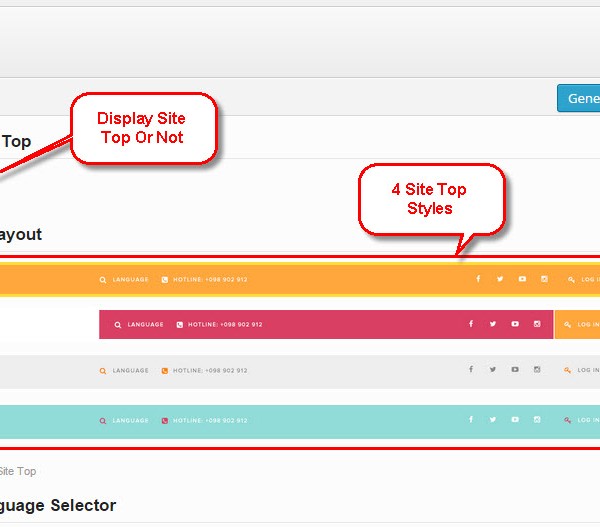 Gene
Display Site
Top Or Not
Top
4 Site Top
Styles
ayout
LANGUAGE HOTLINE: +098 902 912 LOG I
LANGUAGE HOTLINE: +098 902 912 LOG IN
LANGUAGE HOTLINE: +098 902 912 LOG IN
LANGUAGE HOTLINE: +098 902 912 LOG IN
Site Top
guage Selector